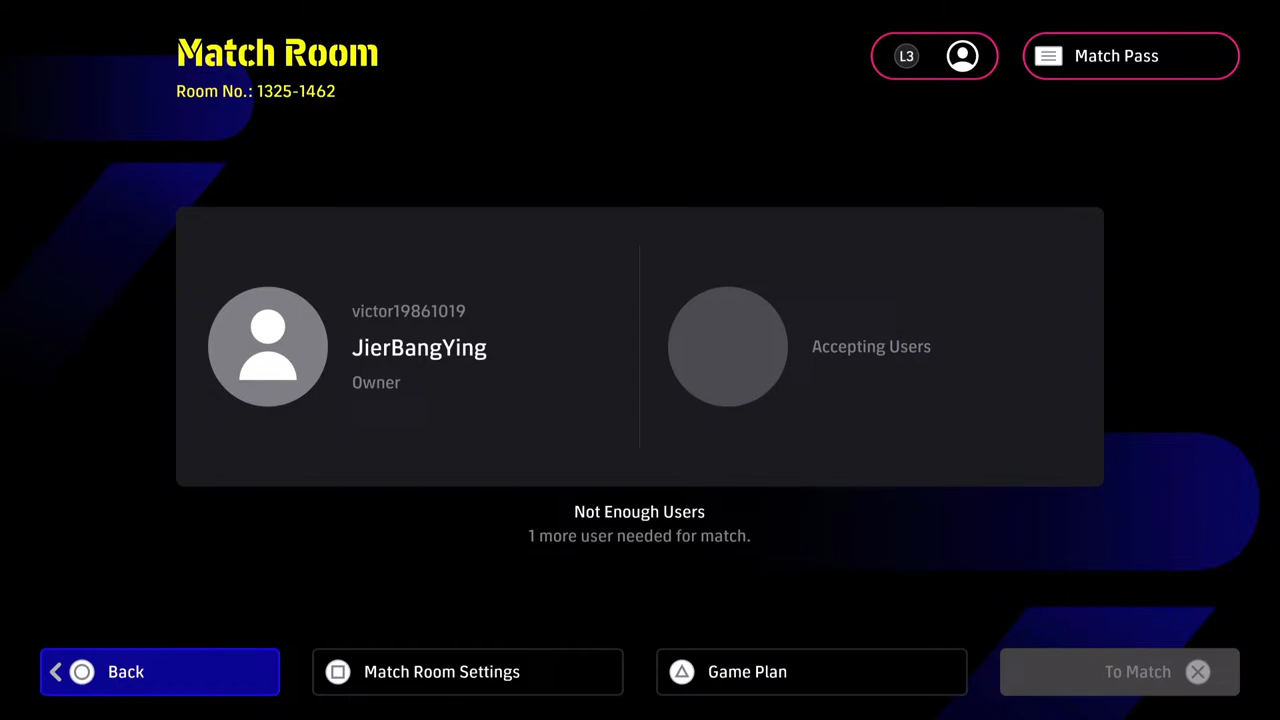 Match Room
Room No.: 1325-1462
L3
Match Pass
victor19861019
JierBangYing
Owner
Accepting Users
Not Enough Users
1 more user needed for match.
Back
Match Room Settings
Game Plan
To Match